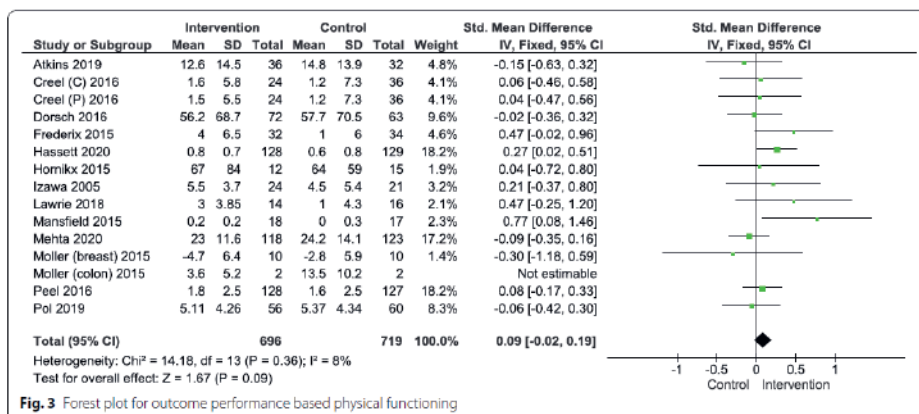 Intervention Control Std. Mean Difference Std. Mean Difference
Study or Subgroup Mean SD Total Mean SD Total Weight IV, Fixed, 95% CI IV, Fixed, 95% CI
Atkins 2019 12.6 14.5 36 14.8 13.9 32 4.8% -0.15 [-0.63, 0.32]
Creel (C) 2016 1.6 5.8 24 1.2 7.3 36 4.1% 0.06 [-0.46, 0.58]
Creel (P) 2016 1.5 5.5 24 1.2 7.3 36 4.1% 0.04 [-0.47, 0.56]
Dorsch 2016 56.2 68.7 72 57.7 70.5 63 9.6% -0.02 [-0.36, 0.32]
Frederix 2015 4 6.5 32 1 6 34 4.6% 0.47 [-0.02, 0.96]
Hassett 2020 0.8 0.7 128 0.6 0.8 129 18.2% 0.27 [0.02, 0.51]
Hornikx 2015 67 84 12 64 59 15 1.9% 0.04 [-0.72, 0.80]
Izawa 2005 5.5 3.7 24 4.5 5.4 21 3.2% 0.21 [-0.37, 0.80]
Lawrie 2018 3 3.85 14 1 4.3 16 2.1% 0.47 [-0.25, 1.20]
Mansfield 2015 0.2 0.2 18 0 0.3 17 2.3% 0.77 [0.08, 1.46]
Mehta 2020 23 11.6 118 24.2 14.1 123 17.2% -0.09 [-0.35, 0.16]
Moller (breast) 2015 -4.7 6.4 10 -2.8 5.9 10 1.4% -0.30 [-1.18, 0.59]
Moller (colon) 2015 3.6 5.2 2 13.5 10.2 2 Not estimable
Peel 2016 1.8 2.5 128 1.6 2.5 127 18.2% 0.08 [-0.17, 0.33]
Pol 2019 5.11 4.26 56 5.37 4.34 60 8.3% -0.06 [-0.42, 0.30]
Total (95% CI) 696 719 100.0% 0.09 [-0.02, 0.19]
Heterogeneity: Chi² = 14.18, df = 13 (P = 0.36); I² = 8%
Test for overall effect: Z = 1.67 (P = 0.09)
-1 -0.5 0 0.5 1
Control Intervention
Fig. 3 Forest plot for outcome performance based physical functioning